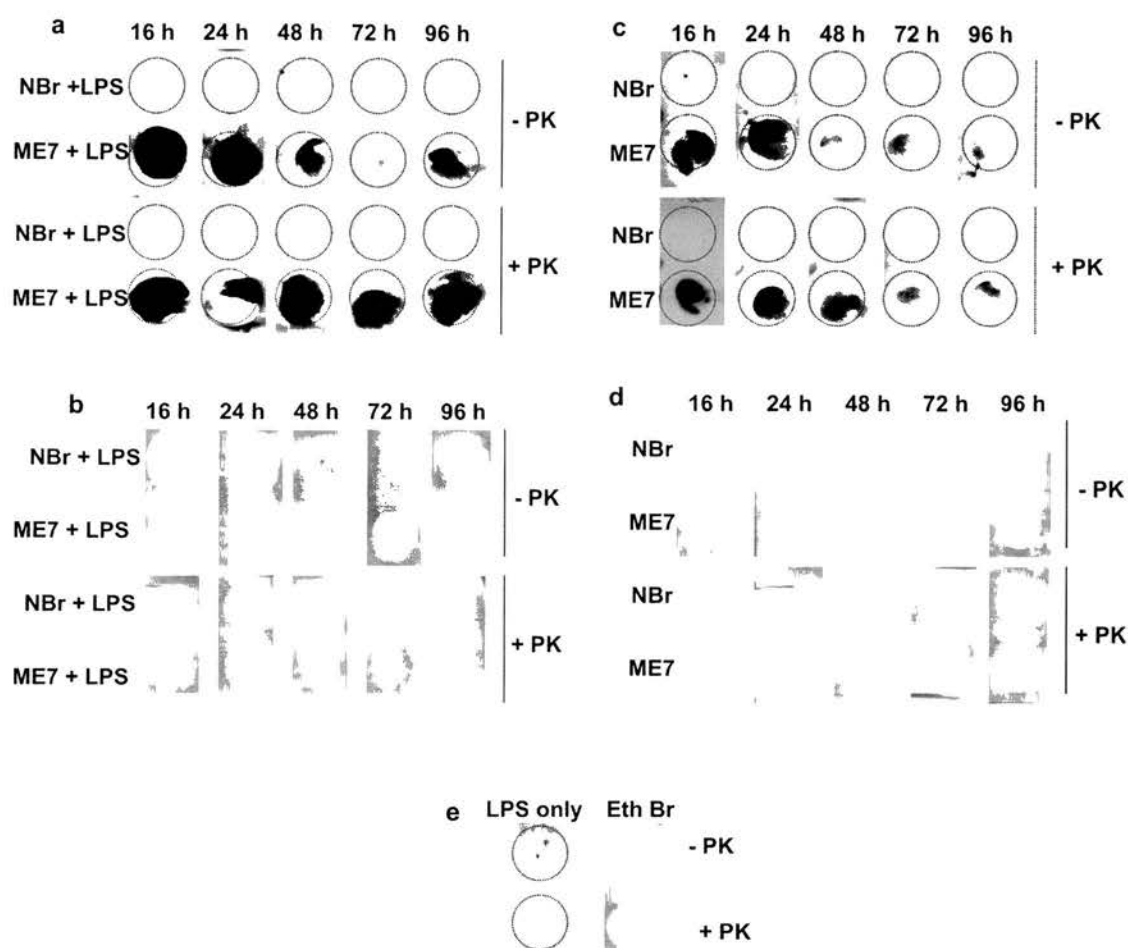 a
16 h 24 h 48 h 72 h 96 h
NBr +LPS
ME7 + LPS
- PK
NBr + LPS
ME7 + LPS
+ PK
c
16 h 24 h 48 h 72 h 96 h
NBr
ME7
- PK
NBr
ME7
+ PK
b
16 h 24 h 48 h 72 h 96 h
NBr + LPS
ME7 + LPS
- PK
NBr + LPS
ME7 + LPS
+ PK
d
16 h 24 h 48 h 72 h 96 h
NBr
ME7
- PK
NBr
ME7
+ PK
e
LPS only Eth Br
- PK
+ PK